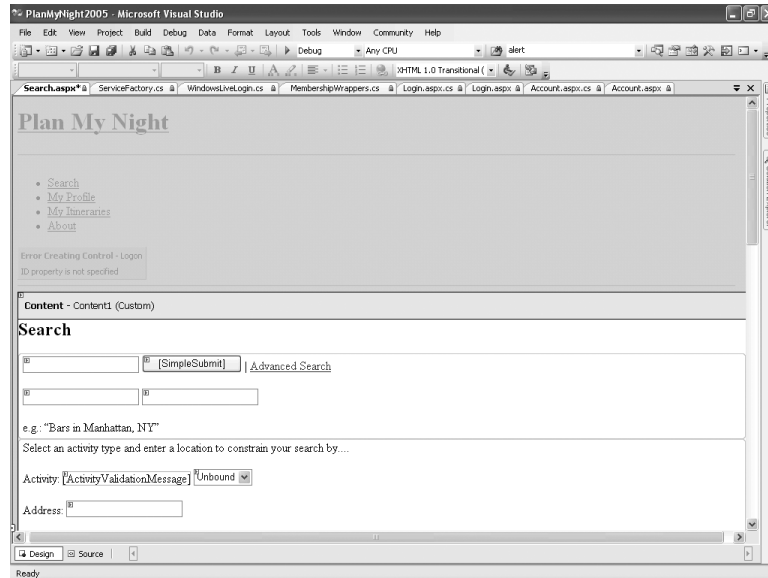 PlanMyNight2005 - Microsoft Visual Studio
File Edit View Project Build Debug Data Format Layout Tools Window Community Help
Debug Any CPU alert
B I U A XHTML 1.0 Transitional (
Search.aspx* ServiceFactory.cs WindowsLiveLogin.cs MembershipWrappers.cs Login.aspx.cs Login.aspx Account.aspx.cs Account.aspx
Plan My Night
Search
My Profile
My Itineraries
About
Error Creating Control - Logon
ID property is not specified
Content - Content1 (Custom)
Search
[SimpleSubmit] | Advanced Search
e.g.: “Bars in Manhattan, NY”
Select an activity type and enter a location to constrain your search by....
Activity: [ActivityValidationMessage] Unbound
Address:
Design Source
Ready